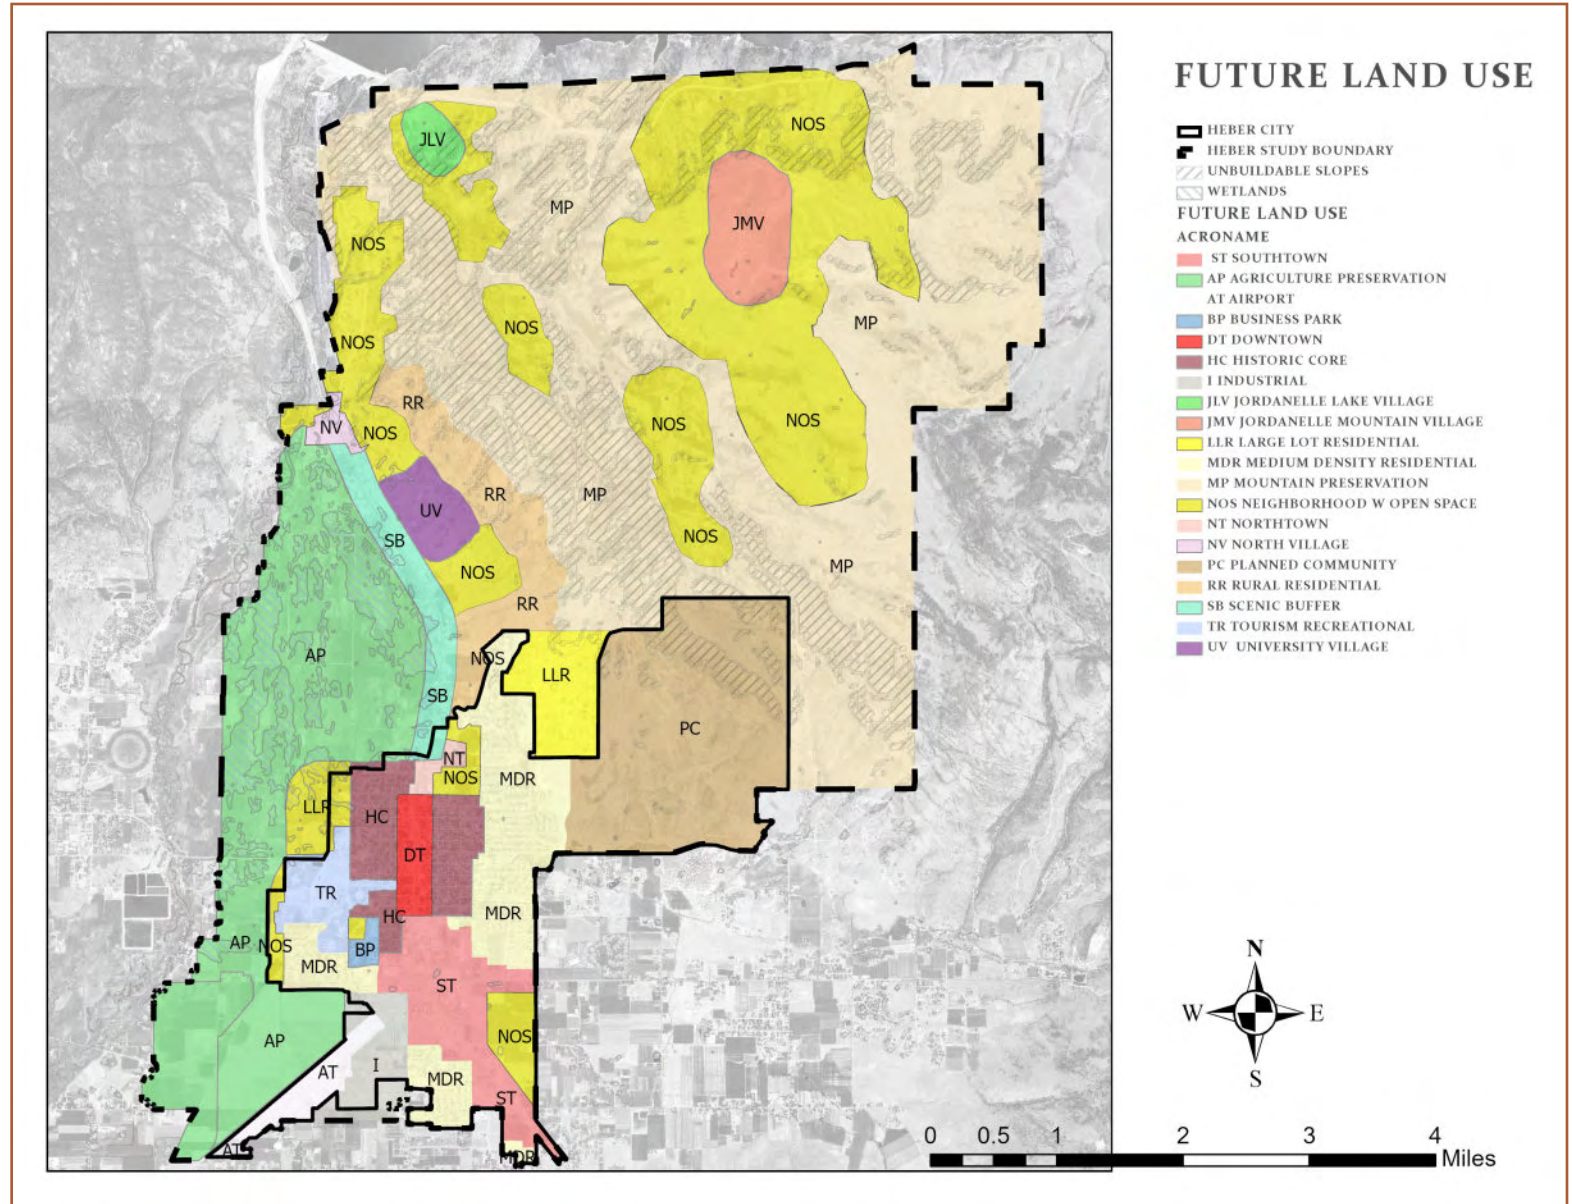 FUTURE LAND USE
HEBER CITY
HEBER STUDY BOUNDARY
UNBUILDABLE SLOPES
WETLANDS
FUTURE LAND USE
ACRONAME
ST SOUTHTOWN
AP AGRICULTURE PRESERVATION
AT AIRPORT
BP BUSINESS PARK
DT DOWNTOWN
HC HISTORIC CORE
I INDUSTRIAL
JLV JORDANELLE LAKE VILLAGE
JMV JORDANELLE MOUNTAIN VILLAGE
LLR LARGE LOT RESIDENTIAL
MDR MEDIUM DENSITY RESIDENTIAL
MP MOUNTAIN PRESERVATION
NOS NEIGHBORHOOD W OPEN SPACE
NT NORTHTOWN
NV NORTH VILLAGE
PC PLANNED COMMUNITY
RR RURAL RESIDENTIAL
SB SCENIC BUFFER
TR TOURISM RECREATIONAL
UV UNIVERSITY VILLAGE
NOS
JLV
MP
JMV
NOS
MP
NOS
NOS
RR
NOS
NOS
NV
NOS
RR
MP
UV
SB
NOS
NOS
MP
RR
AP
NOS
LLR
SB
PC
NT
NOS
MDR
LLR
HC
DT
TR
HC
MDR
AP
NOS
BP
MDR
ST
AP
NOS
AT
I
MDR
ST
AT
MDR
N
W
E
S
0 0.5 1 2 3 4
Miles